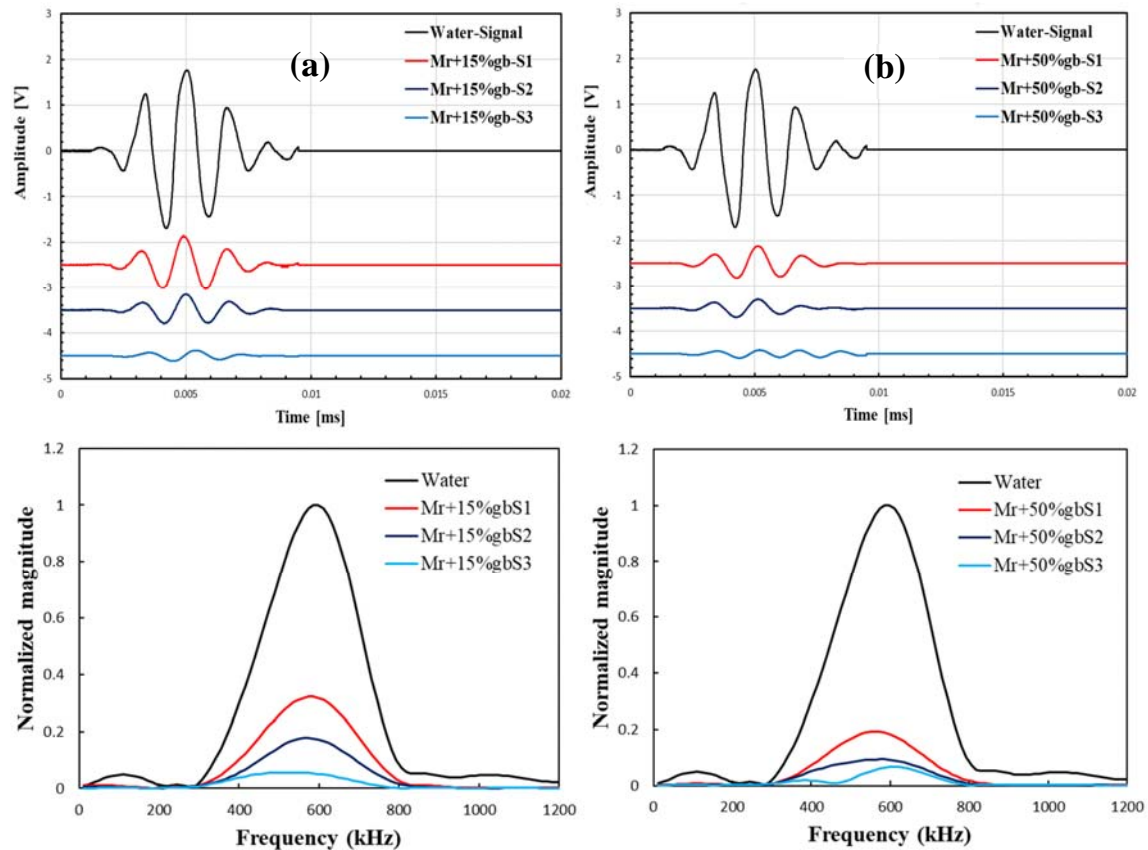 (a)
Water-Signal
Mr+15%gb-S1
Mr+15%gb-S2
Mr+15%gb-S3
Amplitude [V]
3
2
1
0
-1
-2
-3
-4
-5
0 0.005 0.01 0.015 0.02
Time [ms]
(b)
Water-Signal
Mr+50%gb-S1
Mr+50%gb-S2
Mr+50%gb-S3
Amplitude [V]
3
2
1
0
-1
-2
-3
-4
-5
0 0.005 0.01 0.015 0.02
Time [ms]
Normalized magnitude
1.2
1
0.8
0.6
0.4
0.2
0
Water
Mr+15%gbS1
Mr+15%gbS2
Mr+15%gbS3
0 200 400 600 800 1000 1200
Frequency (kHz)
Normalized magnitude
1.2
1
0.8
0.6
0.4
0.2
0
Water
Mr+50%gbS1
Mr+50%gbS2
Mr+50%gbS3
0 200 400 600 800 1000 1200
Frequency (kHz)